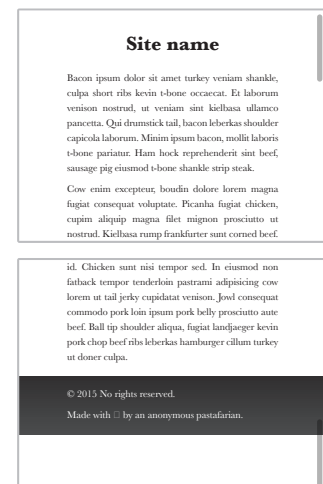 Site name
Bacon ipsum dolor sit amet turkey veniam shankle,
culpa short ribs kevin t-bone occaecat. Et laborum
venison nostrud, ut veniam sint kielbasa ullamco
pancetta. Qui drumstick tail, bacon leberkas shoulder
capicola laborum. Minim ipsum bacon, mollit laboris
t-bone pariatur. Ham hock reprehenderit sint beef,
sausage pig eiusmod t-bone shankle strip steak.
Cow enim excepteur, boudin dolore lorem magna
fugiat consequat voluptate. Picanha fugiat chicken,
cupim aliquip magna filet mignon prosciutto ut
nostrud. Kielbasa rump frankfurter sunt corned beef.
id. Chicken sunt nisi tempor sed. In eiusmod non
fatback tempor tenderloin pastrami adipisicing cow
lorem ut tail jerky cupidatat venison. Jowl consequat
commodo pork loin ipsum pork belly prosciutto aute
beef. Ball tip shoulder aliqua, fugiat landjaeger kevin
pork chop beef ribs leberkas hamburger cillum turkey
ut doner culpa.
© 2015 No rights reserved.
Made with □ by an anonymous pastafarian.